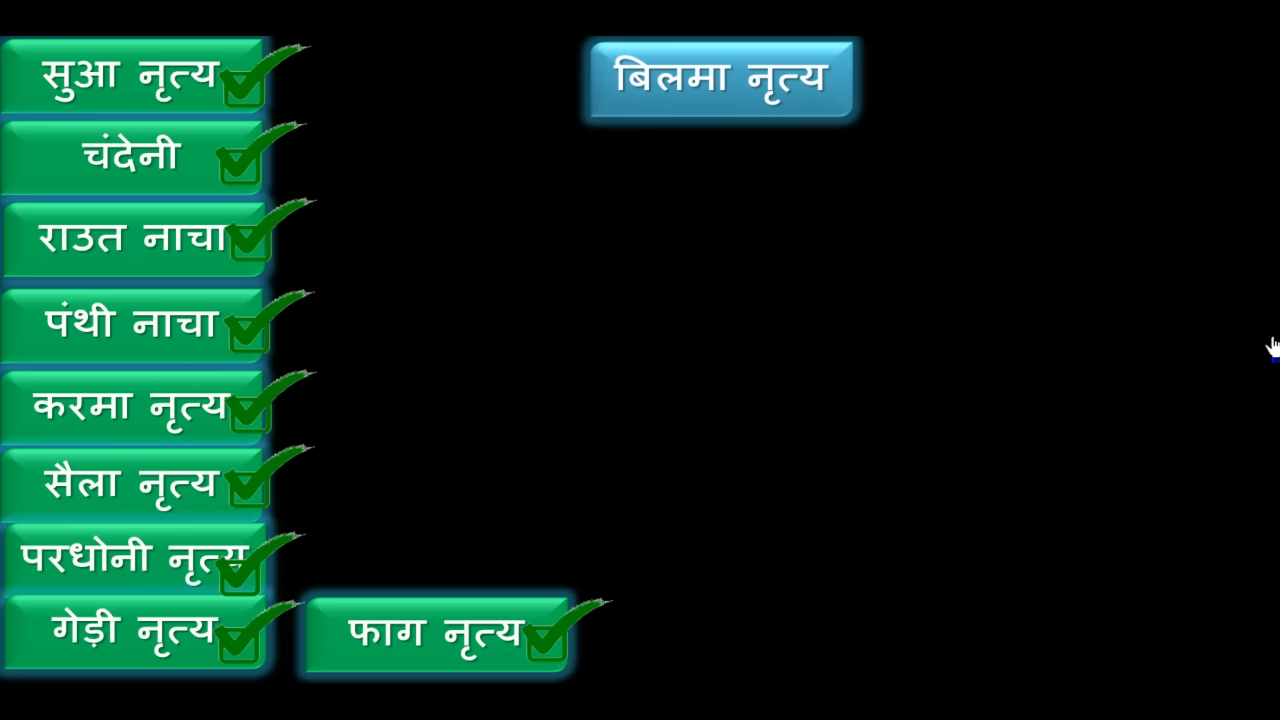 सुआ नृत्य
बिलमा नृत्य
चंदेनी
राउत नाचा
पंथी नाचा
करमा नृत्य
सैला नृत्य
परधोनी नृत्य
गेड़ी नृत्य
फाग नृत्य